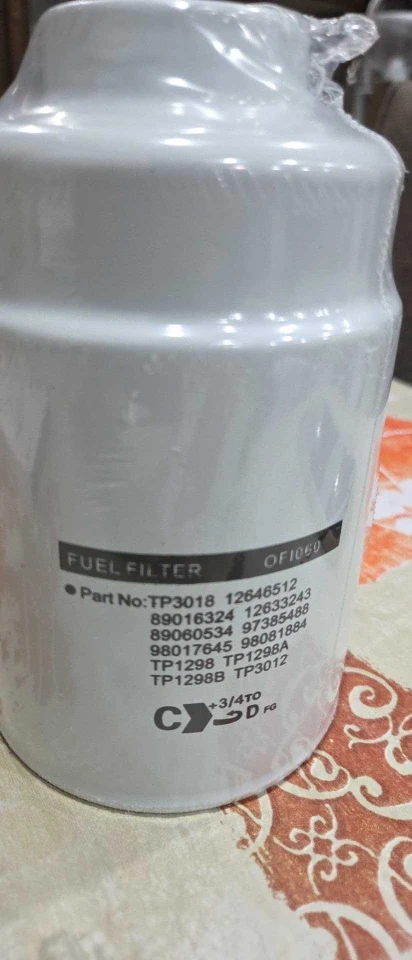 FUEL FILTER OFI060
● Part No:TP3018 12646512
89016324 12633243
89060534 97385488
98017645 98081884
TP1298 TP1298A
TP1298B TP3012
C +3/4TO D FG